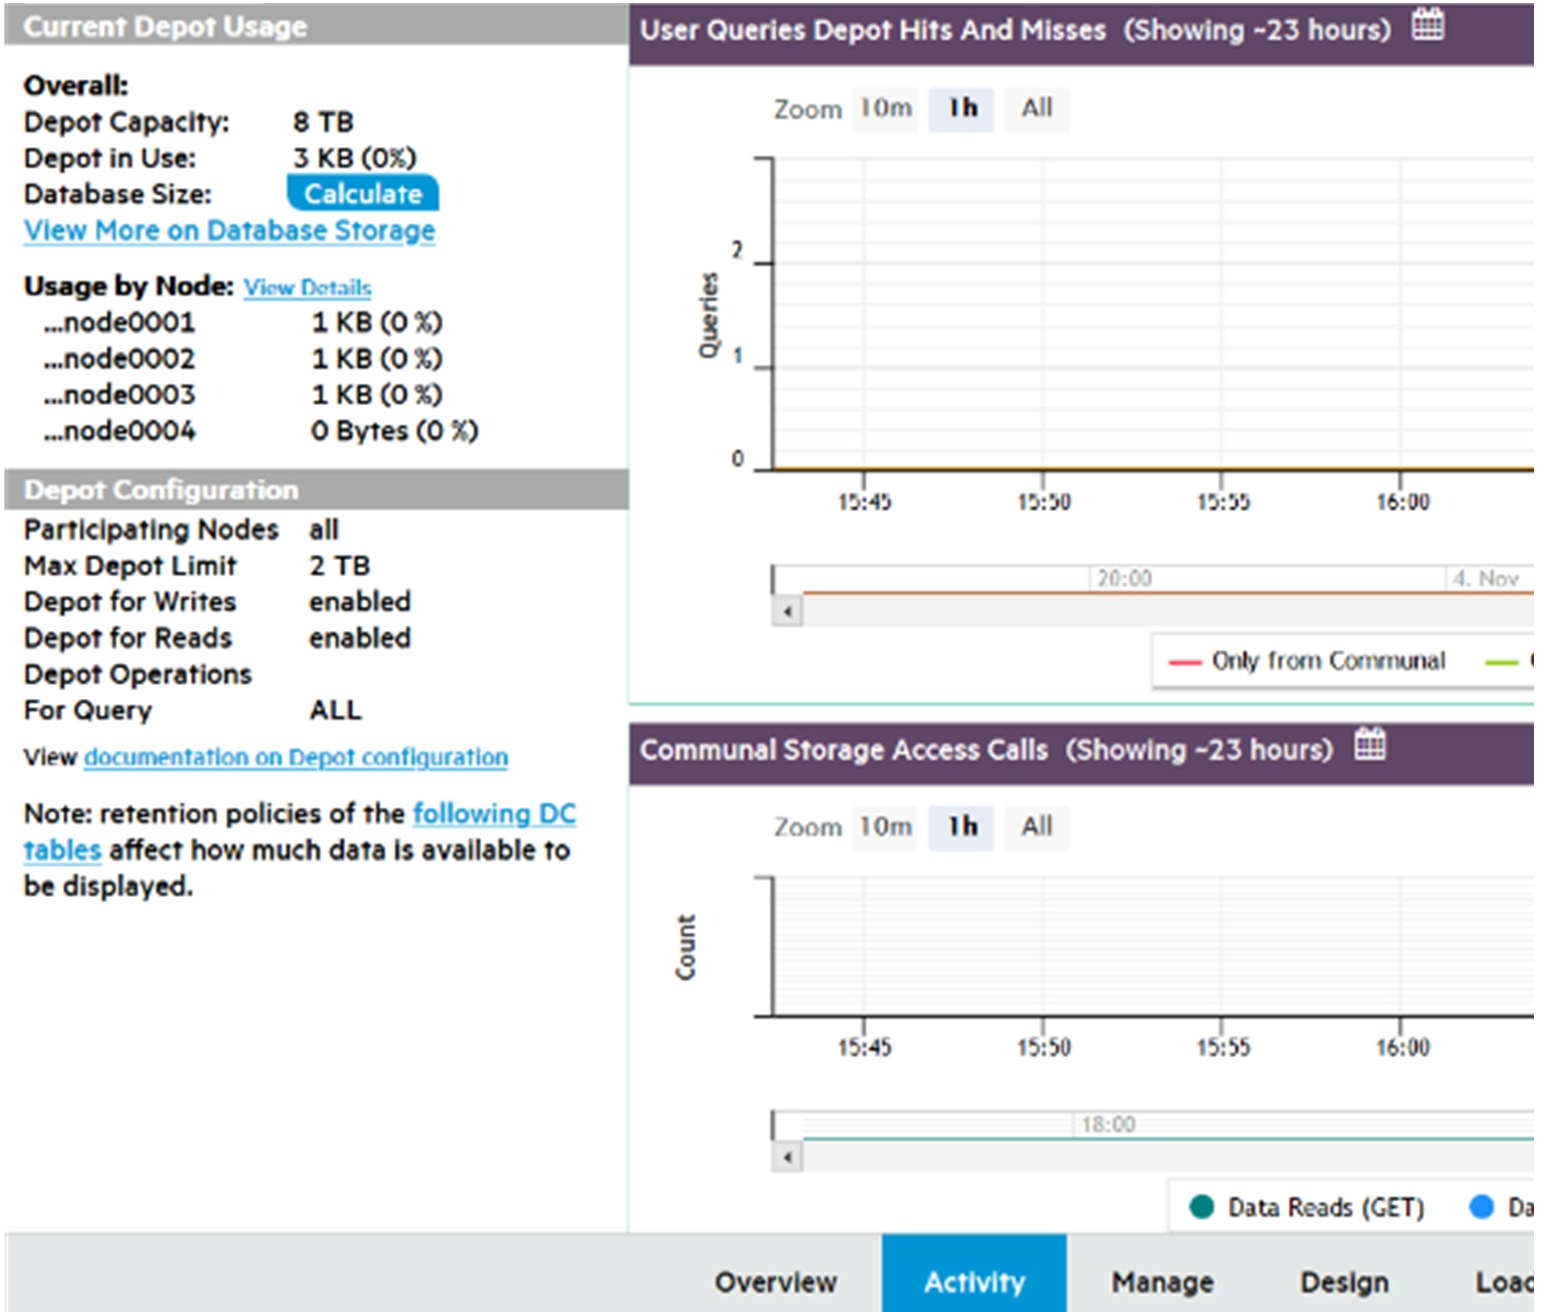 Current Depot Usage
Overall:
Depot Capacity: 8 TB
Depot in Use: 3 KB (0%)
Database Size: Calculate
View More on Database Storage
Usage by Node: View Details
...node0001 1 KB (0 %)
...node0002 1 KB (0 %)
...node0003 1 KB (0 %)
...node0004 0 Bytes (0 %)
Depot Configuration
Participating Nodes all
Max Depot Limit 2 TB
Depot for Writes enabled
Depot for Reads enabled
Depot Operations
For Query ALL
View documentation on Depot configuration
Note: retention policies of the following DC
tables affect how much data is available to
be displayed.
User Queries Depot Hits And Misses (Showing ~23 hours)
Zoom 10m 1h All
Queries
2
1
0
15:45 15:50 15:55 16:00
20:00 4. Nov
Only from Communal
Communal Storage Access Calls (Showing ~23 hours)
Zoom 10m 1h All
Count
15:45 15:50 15:55 16:00
18:00
Data Reads (GET) Da
Overview Activity Manage Design Load